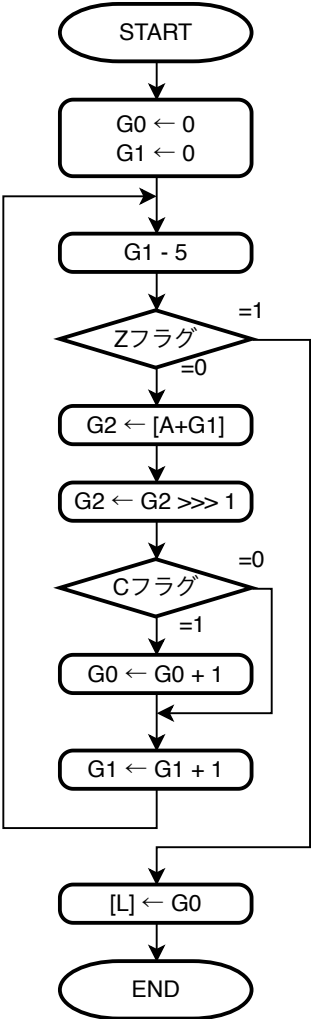 START
G0 ← 0
G1 ← 0
G1 - 5
=1
Zフラグ
=0
G2 ← [A+G1]
G2 ← G2 >>> 1
=0
Cフラグ
=1
G0 ← G0 + 1
G1 ← G1 + 1
[L] ← G0
END